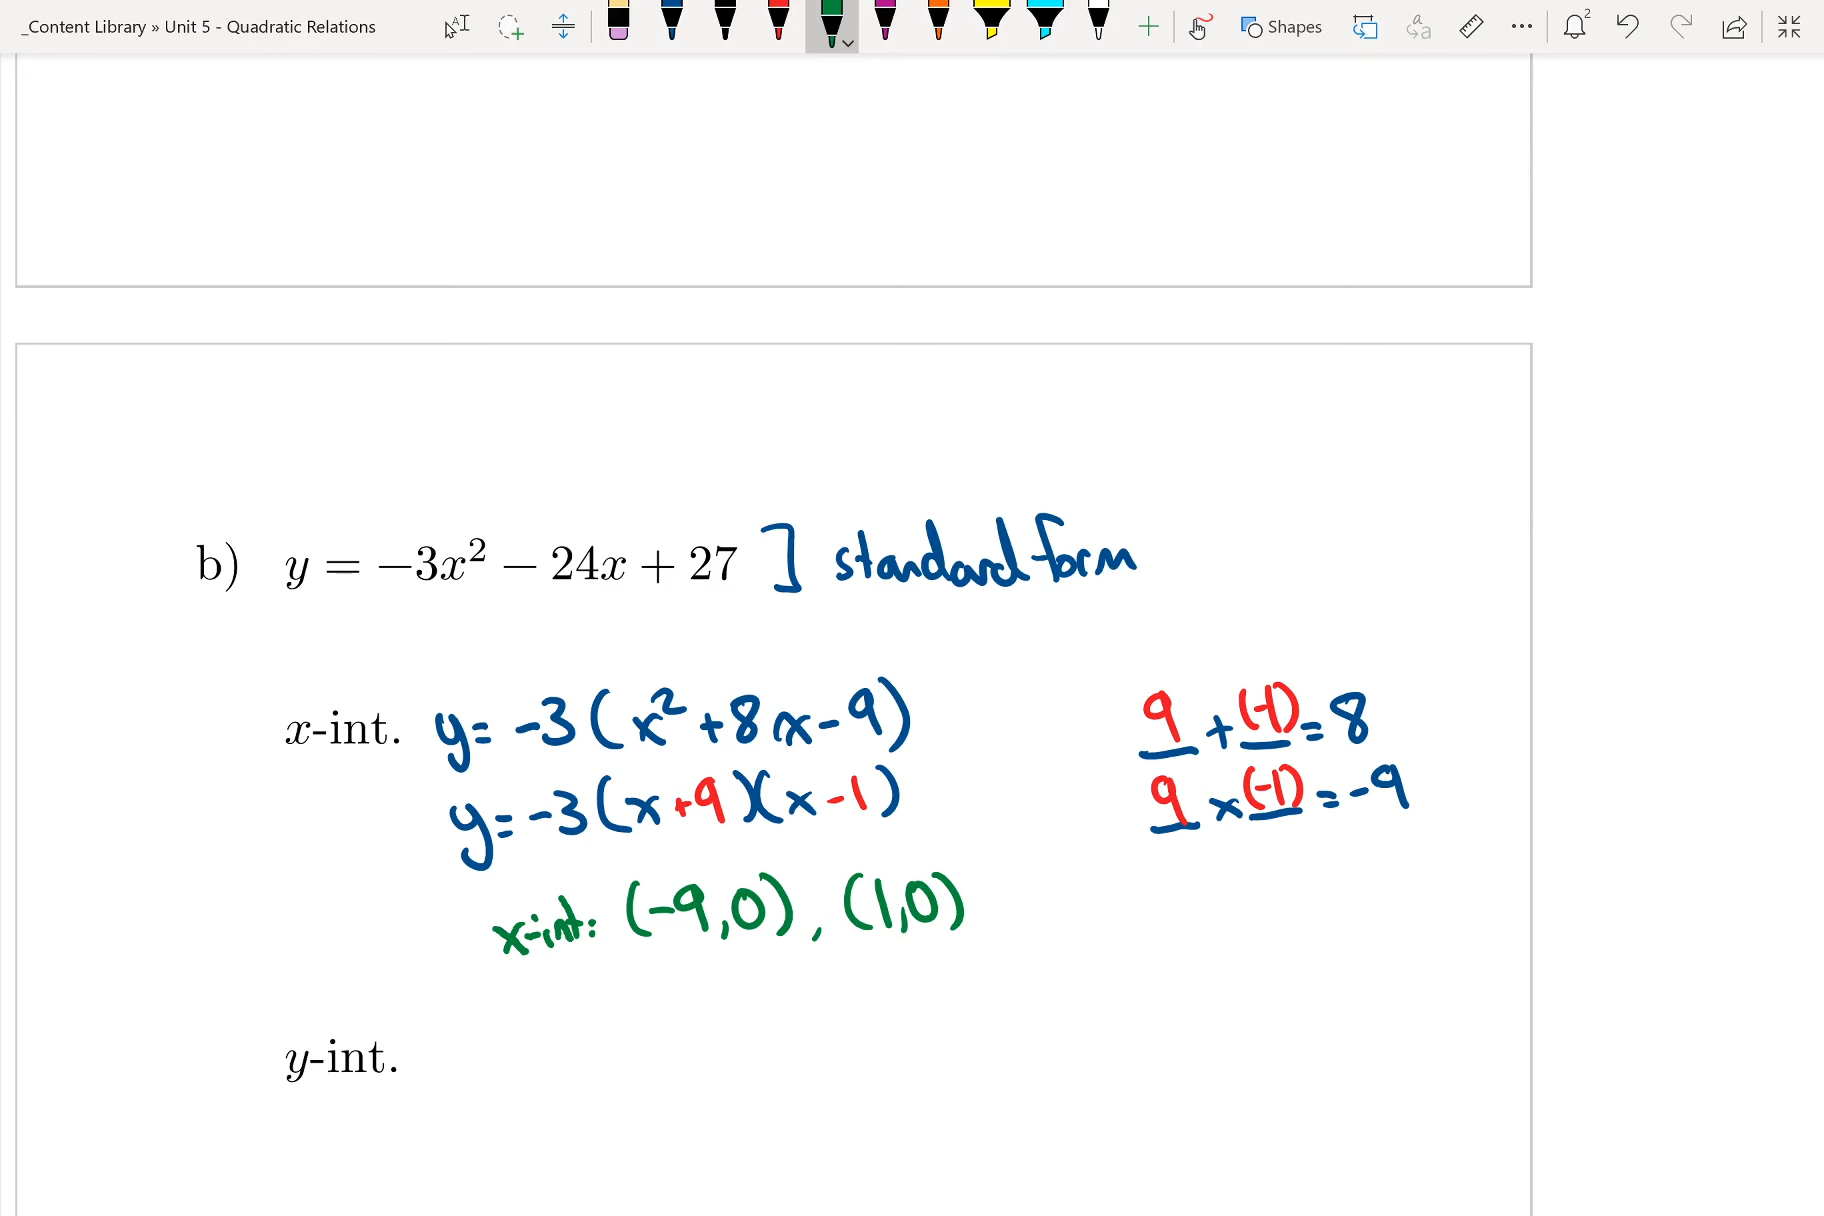 _Content Library » Unit 5 - Quadratic Relations
Shapes
2
b) y = −3x² − 24x + 27 ] standard form
x-int. y = -3(x² + 8x - 9)
9 + (-1) = 8
y = -3(x + 9)(x - 1)
9 × (-1) = -9
x-int: (-9,0), (1,0)
y-int.